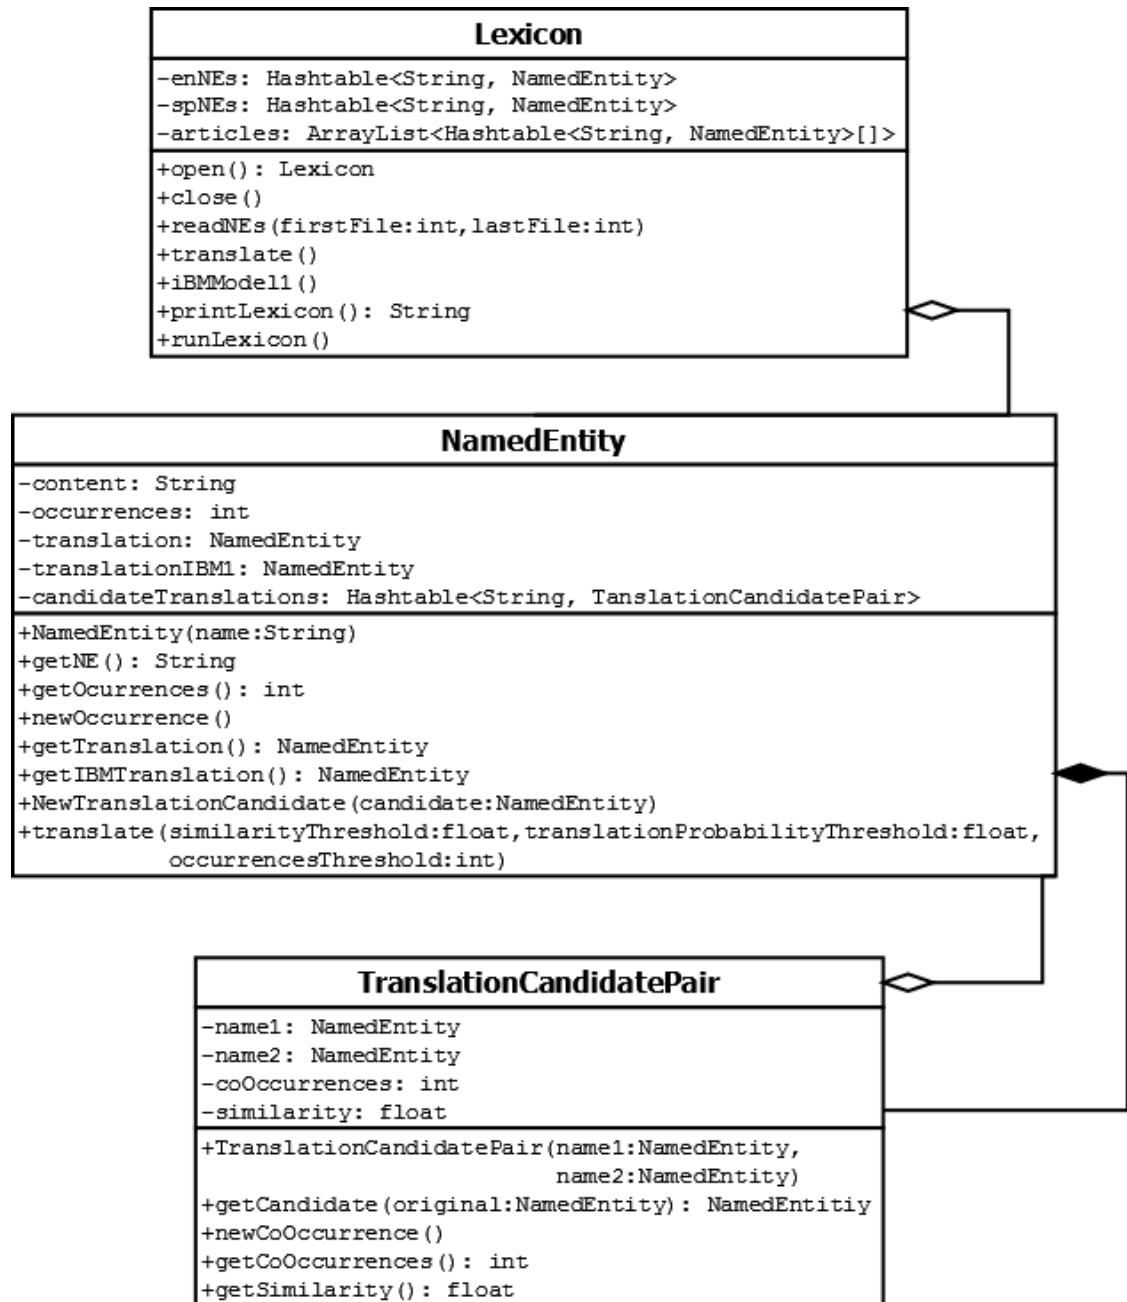 Lexicon
-enNEs: Hashtable<String, NamedEntity>
-spNEs: Hashtable<String, NamedEntity>
-articles: ArrayList<Hashtable<String, NamedEntity>[]>
+open(): Lexicon
+close()
+readNEs(firstFile:int,lastFile:int)
+translate()
+iBMModel1()
+printLexicon(): String
+runLexicon()
NamedEntity
-content: String
-occurrences: int
-translation: NamedEntity
-translationIBM1: NamedEntity
-candidateTranslations: Hashtable<String, TanslationCandidatePair>
+NamedEntity(name:String)
+getNE(): String
+getOcurrences(): int
+newOccurrence()
+getTranslation(): NamedEntity
+getIBMTranslation(): NamedEntity
+NewTranslationCandidate(candidate:NamedEntity)
+translate(similarityThreshold:float,translationProbabilityThreshold:float,
occurrencesThreshold:int)
TranslationCandidatePair
-name1: NamedEntity
-name2: NamedEntity
-coOccurrences: int
-similarity: float
+TranslationCandidatePair(name1:NamedEntity,
name2:NamedEntity)
+getCandidate(original:NamedEntity): NamedEntitiy
+newCoOccurrence()
+getCoOccurrences(): int
+getSimilarity(): float